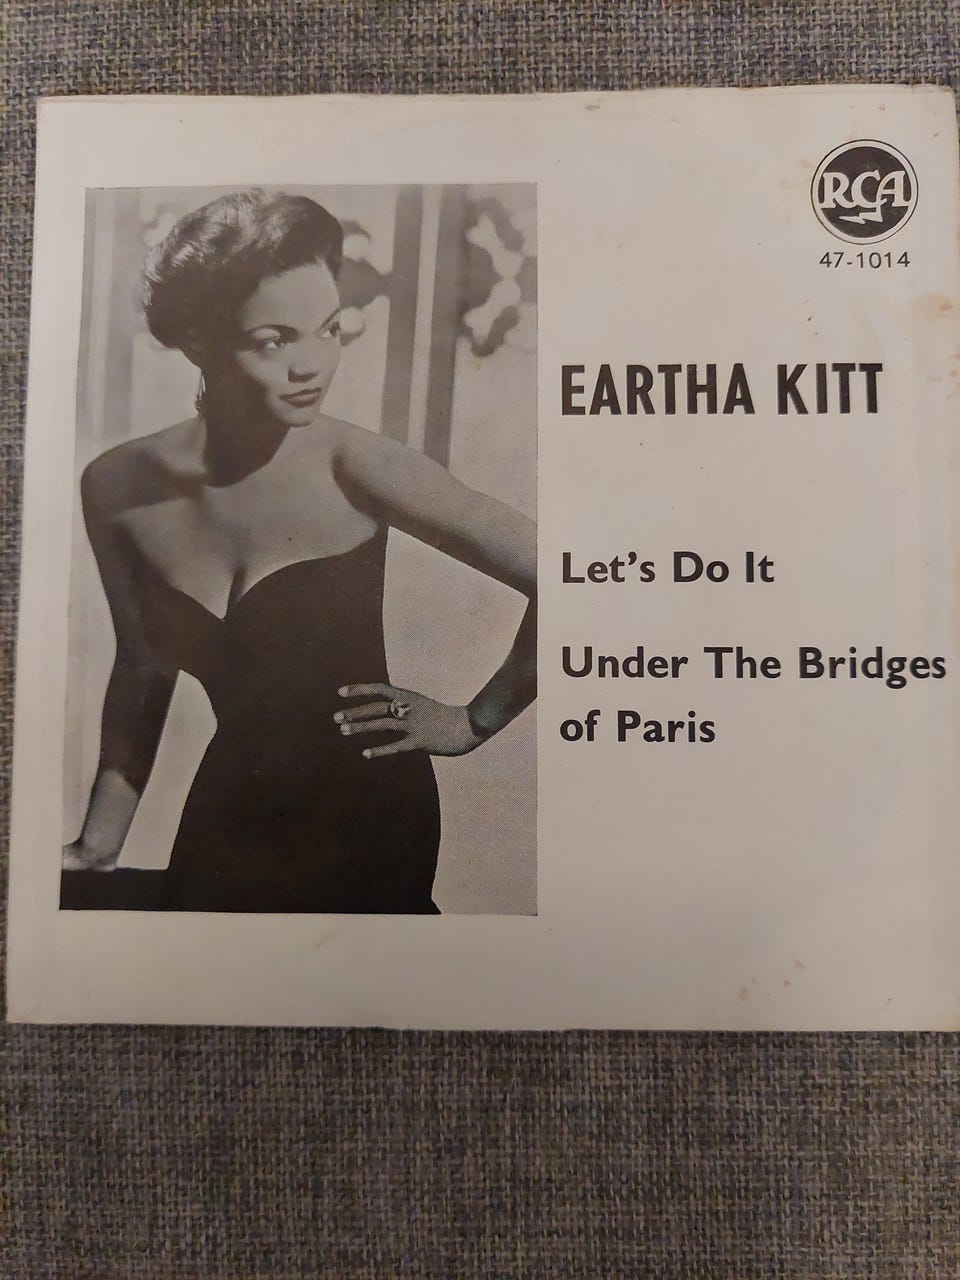 RCA
47-1014
EARTHA KITT
Let's Do It
Under The Bridges
of Paris